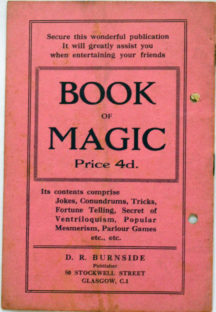 Secure this wonderful publication
It will greatly assist you
when entertaining your friends
BOOK
OF
MAGIC
Price 4d.
Its contents comprise
Jokes, Conundrums, Tricks,
Fortune Telling, Secret of
Ventriloquism, Popular
Mesmerism, Parlour Games
etc., etc.
D. R. BURNSIDE
Publisher
50 STOCKWELL STREET
GLASGOW, C.1